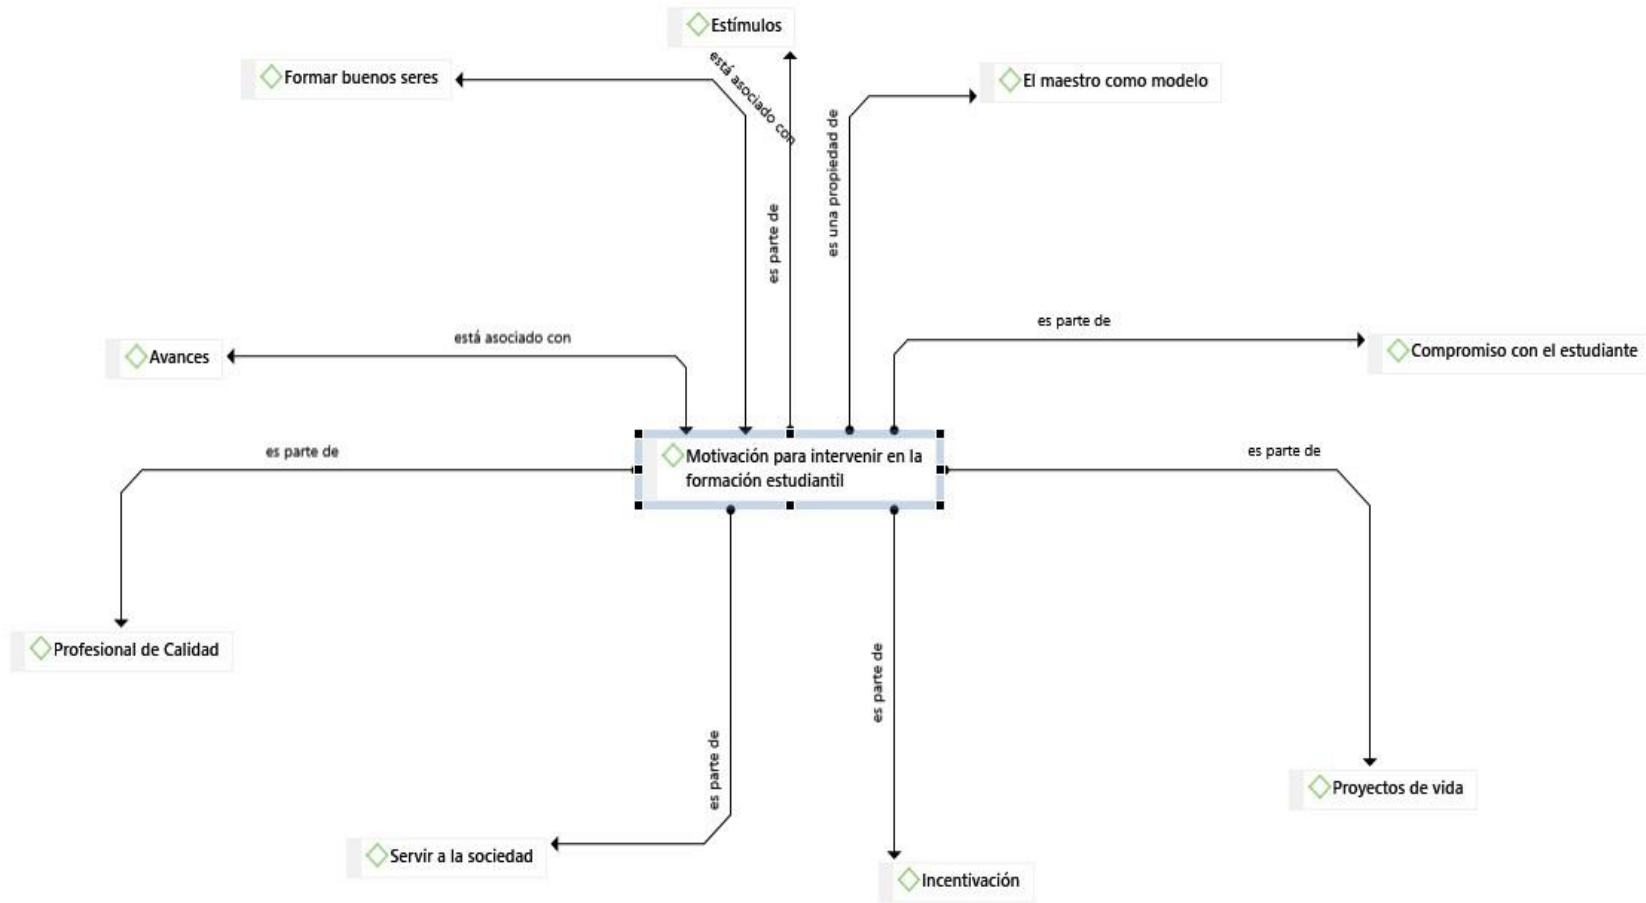 Estímulos
Formar buenos seres
está asociado con
El maestro como modelo
es una propiedad de
es parte de
es parte de
Compromiso con el estudiante
está asociado con
Avances
es parte de
Motivación para intervenir en la
formación estudiantil
es parte de
Profesional de Calidad
es parte de
es parte de
Proyectos de vida
Servir a la sociedad
Incentivación